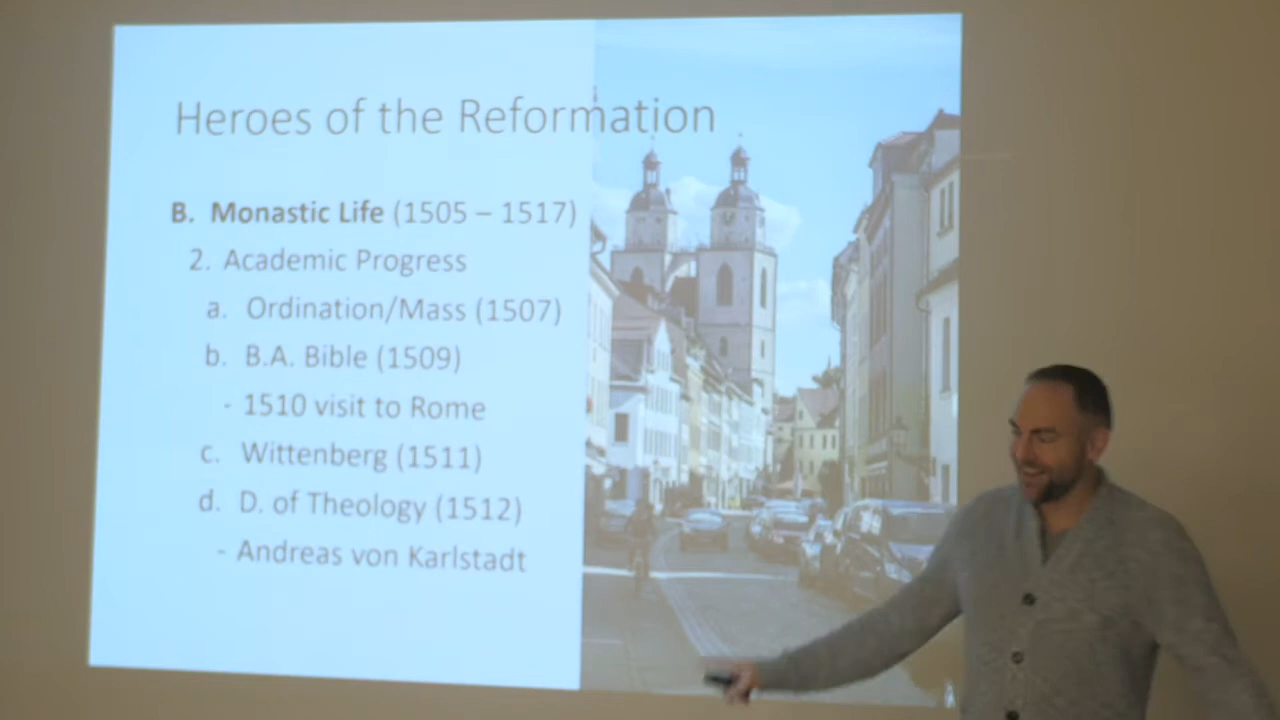 Heroes of the Reformation
B. Monastic Life (1505 – 1517)
2. Academic Progress
a. Ordination/Mass (1507)
b. B.A. Bible (1509)
- 1510 visit to Rome
c. Wittenberg (1511)
d. D. of Theology (1512)
- Andreas von Karlstadt